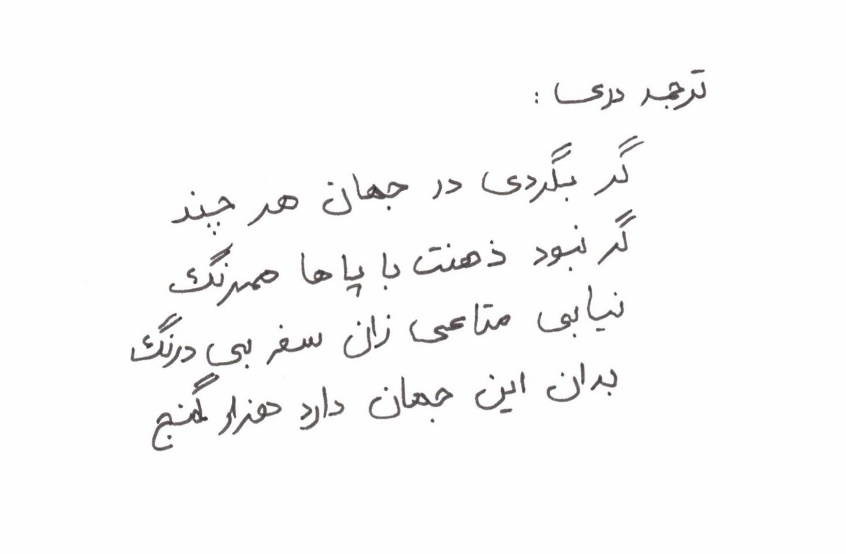 ترجمه دری :
گر بگردی در جهان هر چند
گر نبود ذهنت با پاها همرنگ
نیابی متاعی زان سفر بی درنگ
بدان این جهان دارد هزار گنج